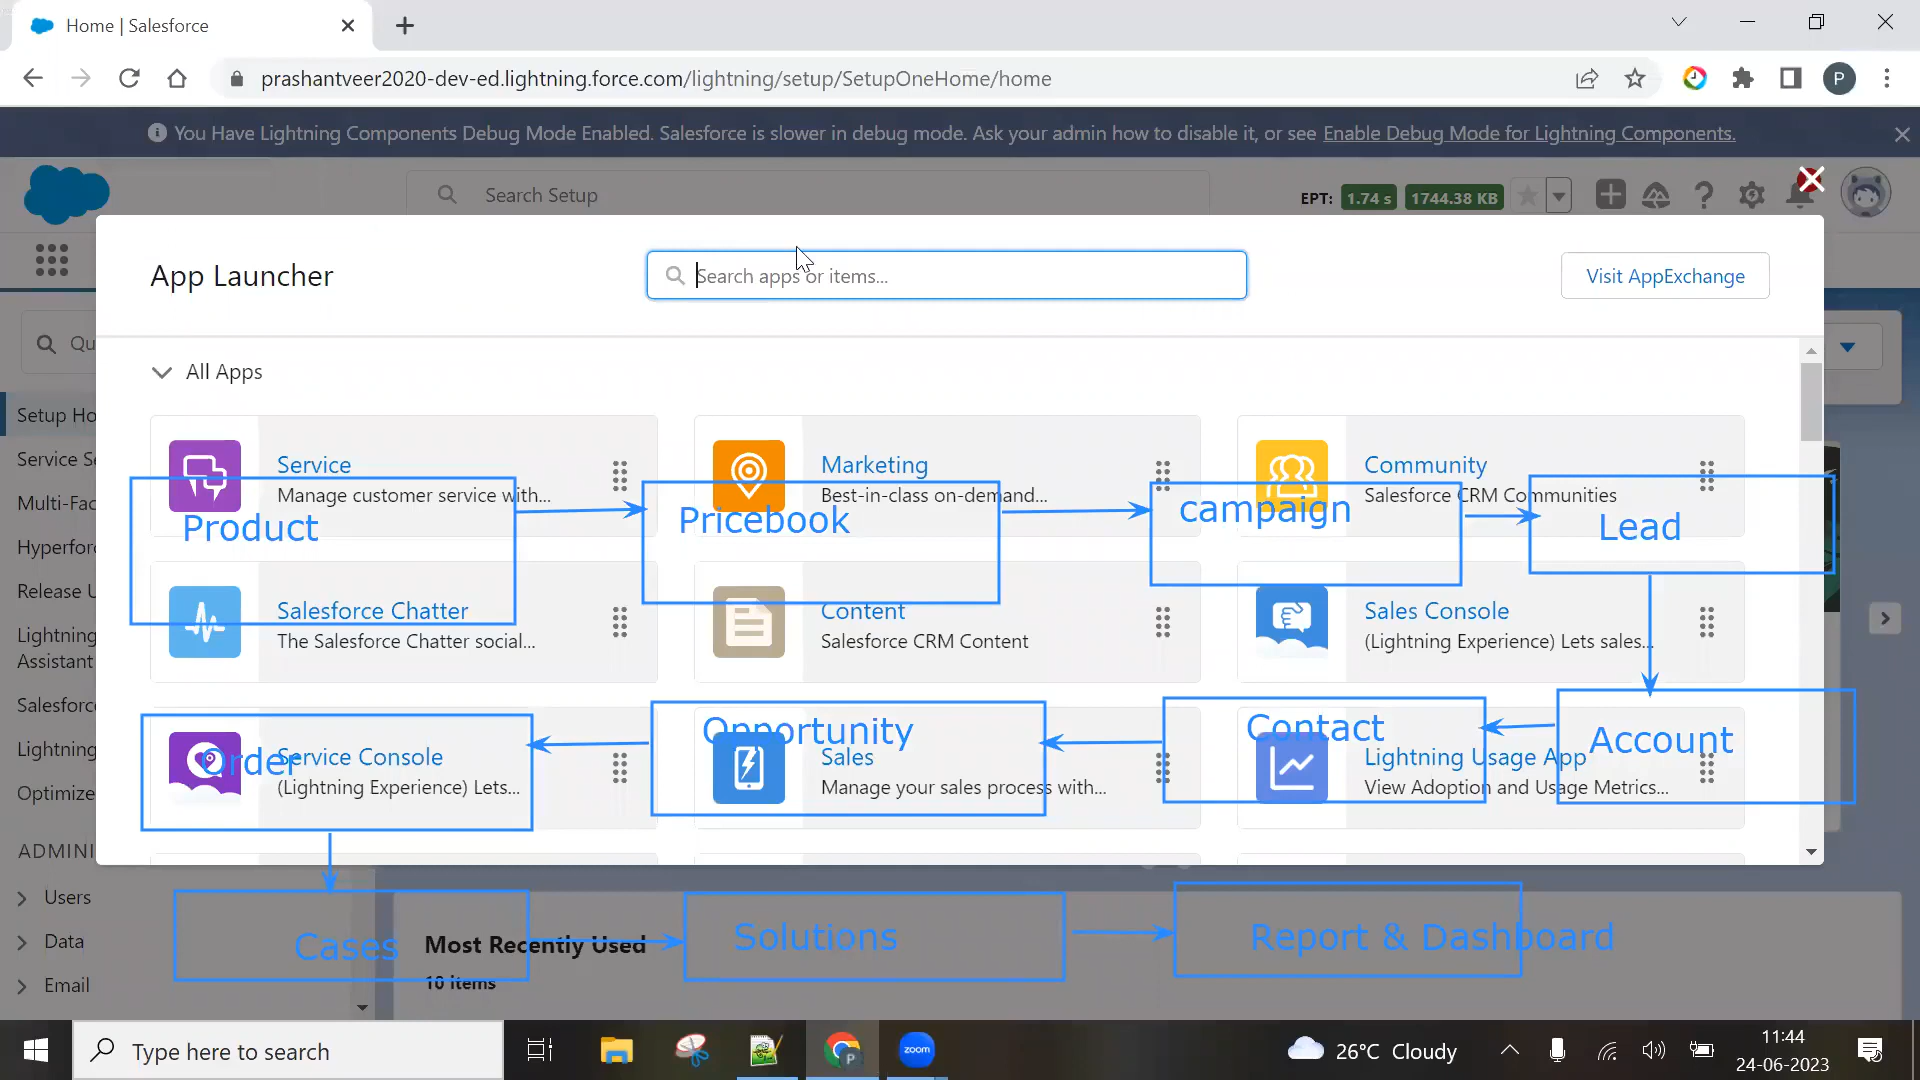 Home | Salesforce
prashantveer2020-dev-ed.lightning.force.com/lightning/setup/SetupOneHome/home
P
You Have Lightning Components Debug Mode Enabled. Salesforce is slower in debug mode. Ask your admin how to disable it, or see Enable Debug Mode for Lightning Components.
Search Setup
EPT: 1.74 s 1744.38 KB
App Launcher
Search apps or items...
Visit AppExchange
Qu
All Apps
Setup Ho
Service Se
Multi-Fac
Hyperfor
Release U
Lightning
Assistant
Salesforce
Lightning
Optimize
ADMINI
Users
Data
Email
Service
Manage customer service with...
Marketing
Best-in-class on-demand...
Community
Salesforce CRM Communities
Product
Pricebook
campaign
Lead
Salesforce Chatter
The Salesforce Chatter social...
Content
Salesforce CRM Content
Sales Console
(Lightning Experience) Lets sales...
Order
Opportunity
Contact
Account
Service Console
(Lightning Experience) Lets...
Sales
Manage your sales process with...
Lightning Usage App
View Adoption and Usage Metrics...
Cases
Most Recently Used
10 items
Solutions
Report & Dashboard
Type here to search
P
zoom
26°C Cloudy
11:44
24-06-2023